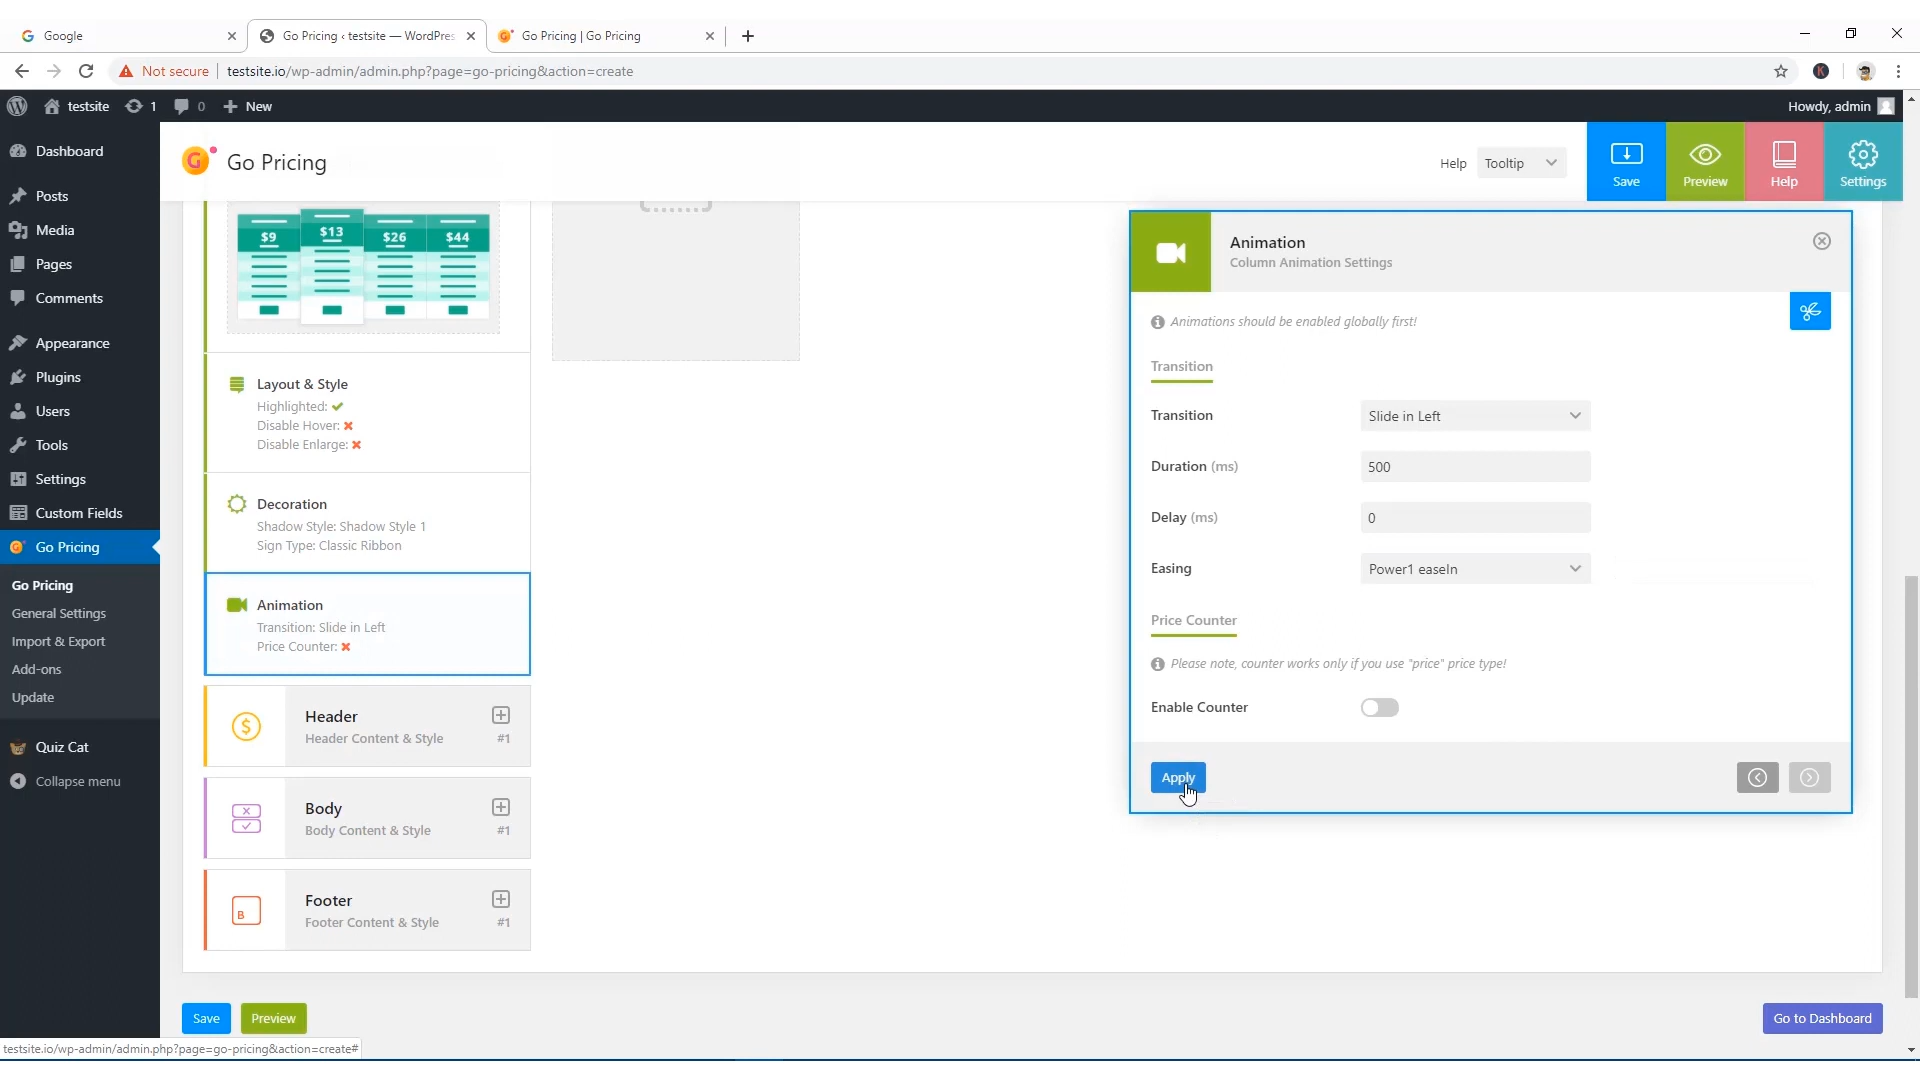 Google
Go Pricing ‹ testsite — WordPres
Go Pricing | Go Pricing
Not secure
testsite.io/wp-admin/admin.php?page=go-pricing&action=create
K
testsite
1
0
New
Howdy, admin
Dashboard
Posts
Media
Pages
Comments
Appearance
Plugins
Users
Tools
Settings
Custom Fields
Go Pricing
Go Pricing
General Settings
Import & Export
Add-ons
Update
Quiz Cat
Collapse menu
G
Go Pricing
Help
Tooltip
Save
Preview
Help
Settings
$9
$13
$26
$44
Layout & Style
Highlighted:
Disable Hover:
Disable Enlarge:
Decoration
Shadow Style: Shadow Style 1
Sign Type: Classic Ribbon
Animation
Transition: Slide in Left
Price Counter:
$
Header
Header Content & Style
#1
Body
Body Content & Style
#1
B
Footer
Footer Content & Style
#1
Animation
Column Animation Settings
Animations should be enabled globally first!
Transition
Transition
Slide in Left
Duration (ms)
500
Delay (ms)
0
Easing
Power1 easeIn
Price Counter
Please note, counter works only if you use "price" price type!
Enable Counter
Apply
Save
Preview
Go to Dashboard
testsite.io/wp-admin/admin.php?page=go-pricing&action=create#